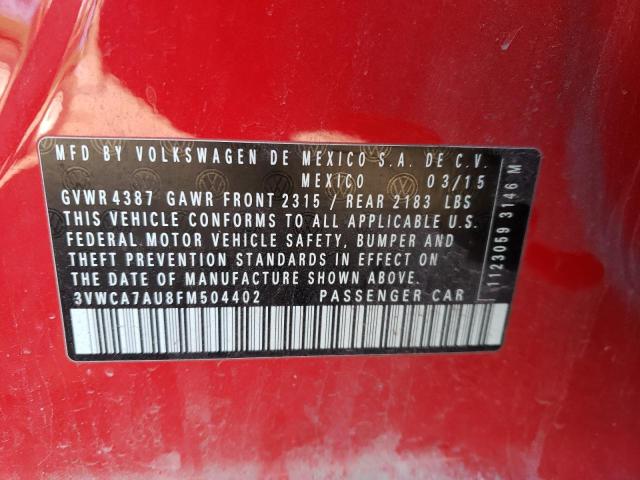 MFD BY VOLKSWAGEN DE MEXICO S.A. DE C.V.
MEXICO 03/15
GVWR 4387 GAWR FRONT 2315 / REAR 2183 LBS
THIS VEHICLE CONFORMS TO ALL APPLICABLE U.S.
FEDERAL MOTOR VEHICLE SAFETY, BUMPER AND
THEFT PREVENTION STANDARDS IN EFFECT ON
THE DATE OF MANUFACTURE SHOWN ABOVE.
3VWCA7AU8FM504402 PASSENGER CAR
1123059 3146 M